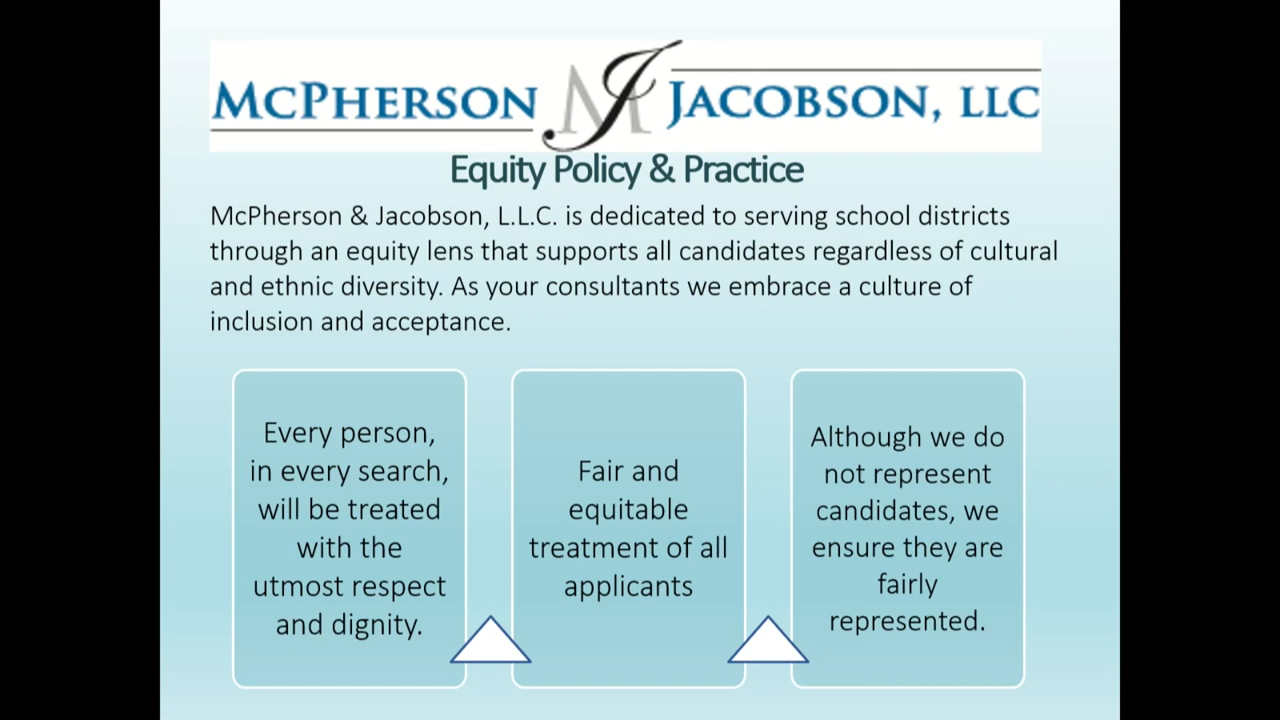 McPHERSON MJ JACOBSON, LLC
Equity Policy & Practice
McPherson & Jacobson, L.L.C. is dedicated to serving school districts
through an equity lens that supports all candidates regardless of cultural
and ethnic diversity. As your consultants we embrace a culture of
inclusion and acceptance.
Every person,
in every search,
will be treated
with the
utmost respect
and dignity.
Fair and
equitable
treatment of all
applicants
Although we do
not represent
candidates, we
ensure they are
fairly
represented.